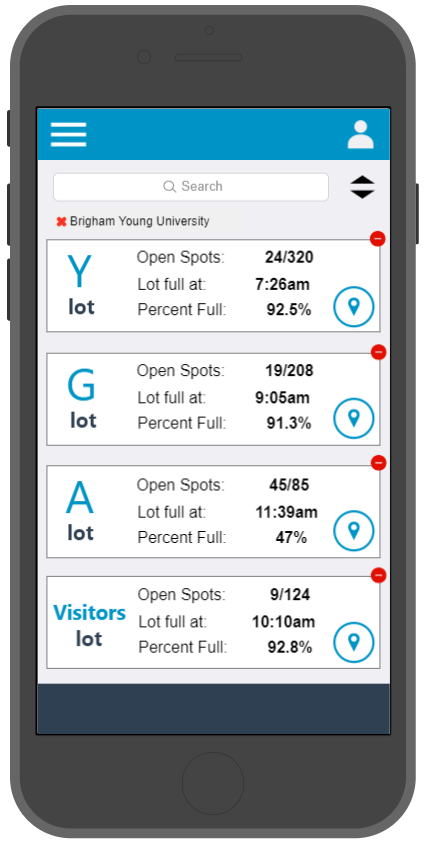 Search
Brigham Young University
Y
lot
Open Spots: 24/320
Lot full at: 7:26am
Percent Full: 92.5%
G
lot
Open Spots: 19/208
Lot full at: 9:05am
Percent Full: 91.3%
A
lot
Open Spots: 45/85
Lot full at: 11:39am
Percent Full: 47%
Visitors
lot
Open Spots: 9/124
Lot full at: 10:10am
Percent Full: 92.8%